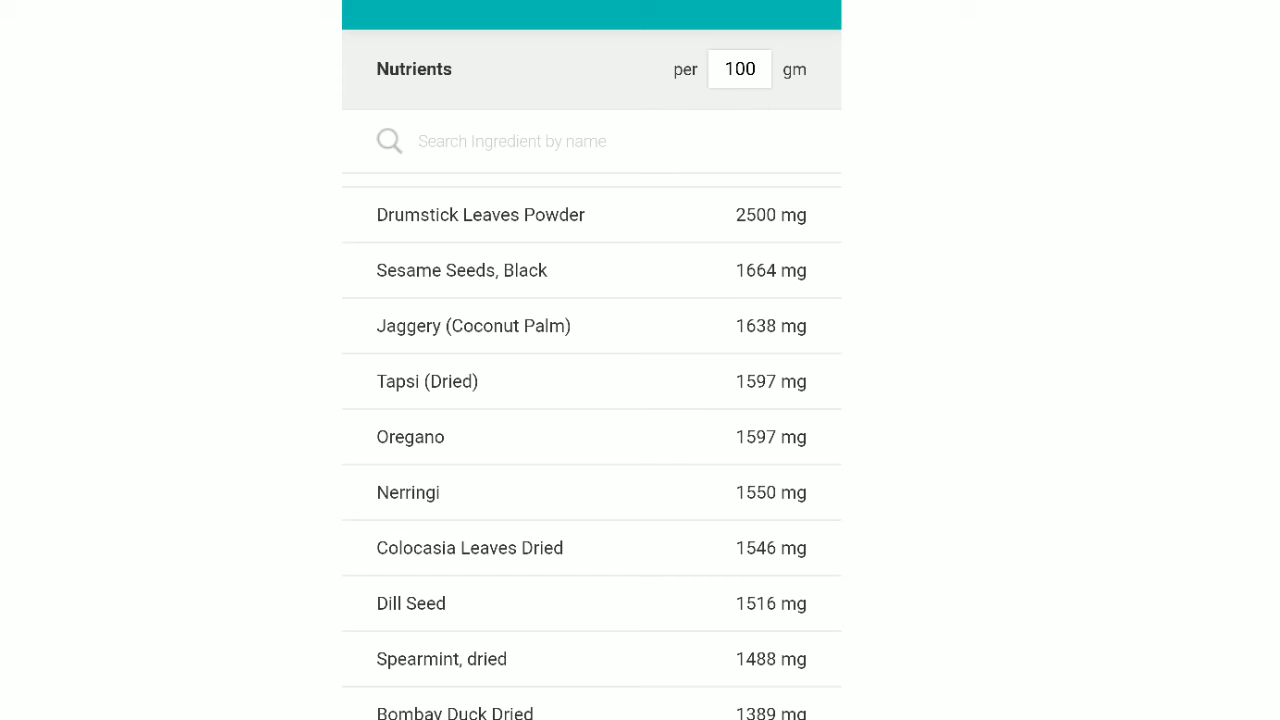 Nutrients per 100 gm
Search Ingredient by name
Drumstick Leaves Powder 2500 mg
Sesame Seeds, Black 1664 mg
Jaggery (Coconut Palm) 1638 mg
Tapsi (Dried) 1597 mg
Oregano 1597 mg
Nerringi 1550 mg
Colocasia Leaves Dried 1546 mg
Dill Seed 1516 mg
Spearmint, dried 1488 mg
Bombay Duck Dried 1389 mg